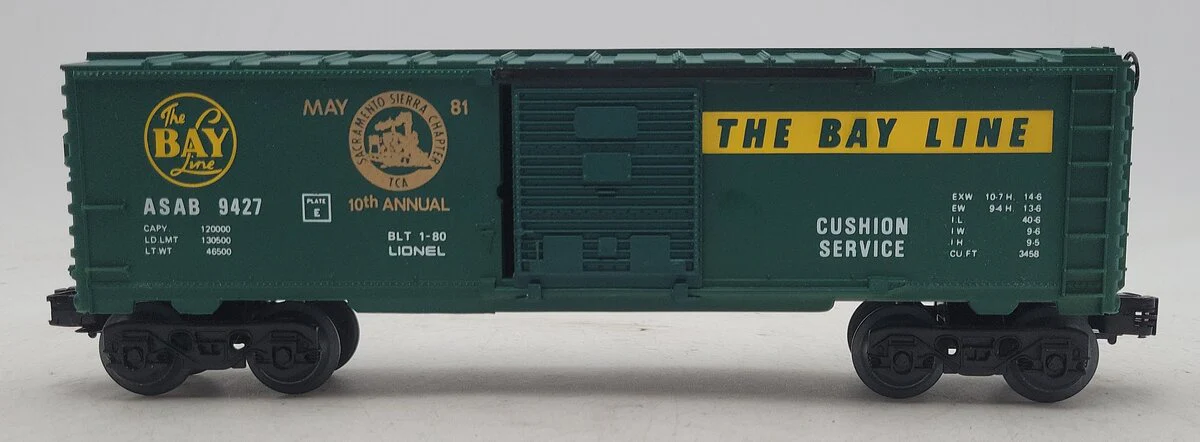 The
BAY
Line
ASAB 9427
CAPY. 120000
LD.LMT 130500
LT.WT 46500
PLATE
E
MAY 81
SACRAMENTO SIERRA CHAPTER
TCA
10th ANNUAL
BLT 1-80
LIONEL
THE BAY LINE
CUSHION
SERVICE
EXW 10-7 H. 14-6
EW 9-4 H. 13-6
IL 40-6
IW 9-6
IH 9-5
CU.FT 3458